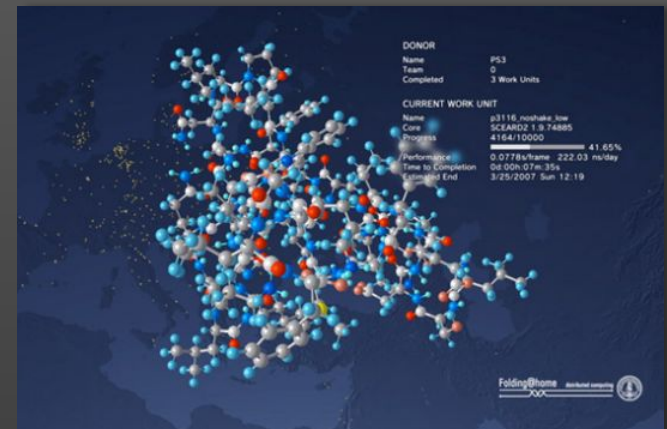 DONOR
Name PS3
Team 0
Completed 3 Work Units
CURRENT WORK UNIT
Name p3116_noshake_low
Core SCEARD2 1.9.74885
Progress 4164/10000
41.65%
Performance 0.0778s/frame 222.03 ns/day
Time to Completion 0d:00h:07m:35s
Estimated End 3/25/2007 Sun 12:19
Folding@home distributed computing